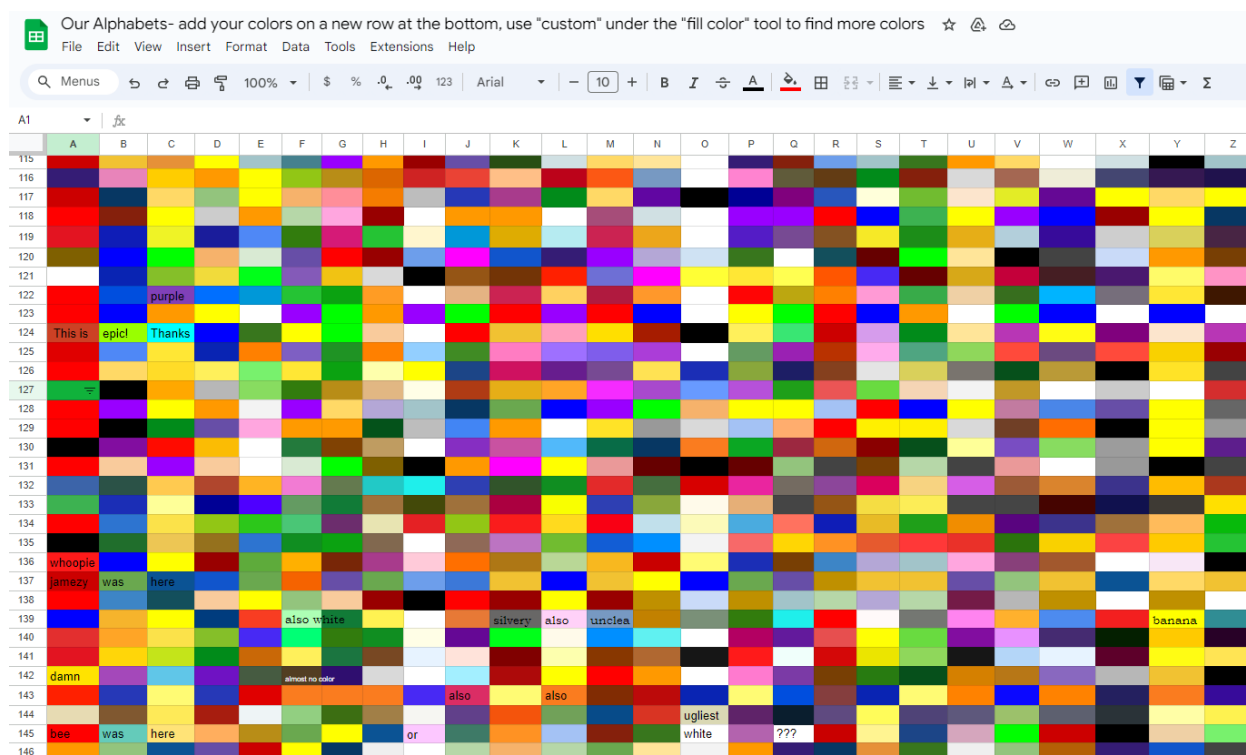 Our Alphabets- add your colors on a new row at the bottom, use "custom" under the "fill color" tool to find more colors
File Edit View Insert Format Data Tools Extensions Help
Menus 100% $ % .0 .00 123 Arial 10 B I A
A1 fx
A B C D E F G H I J K L M N O P Q R S T U V W X Y Z
115
116
117
118
119
120
121
122 purple
123
124 This is epic! Thanks
125
126
127
128
129
130
131
132
133
134
135
136 whoopie
137 jamezy was here
138
139 also white silvery also unclea banana
140
141
142 damn almost no color
143 also also
144 ugliest
145 bee was here or white ???
146